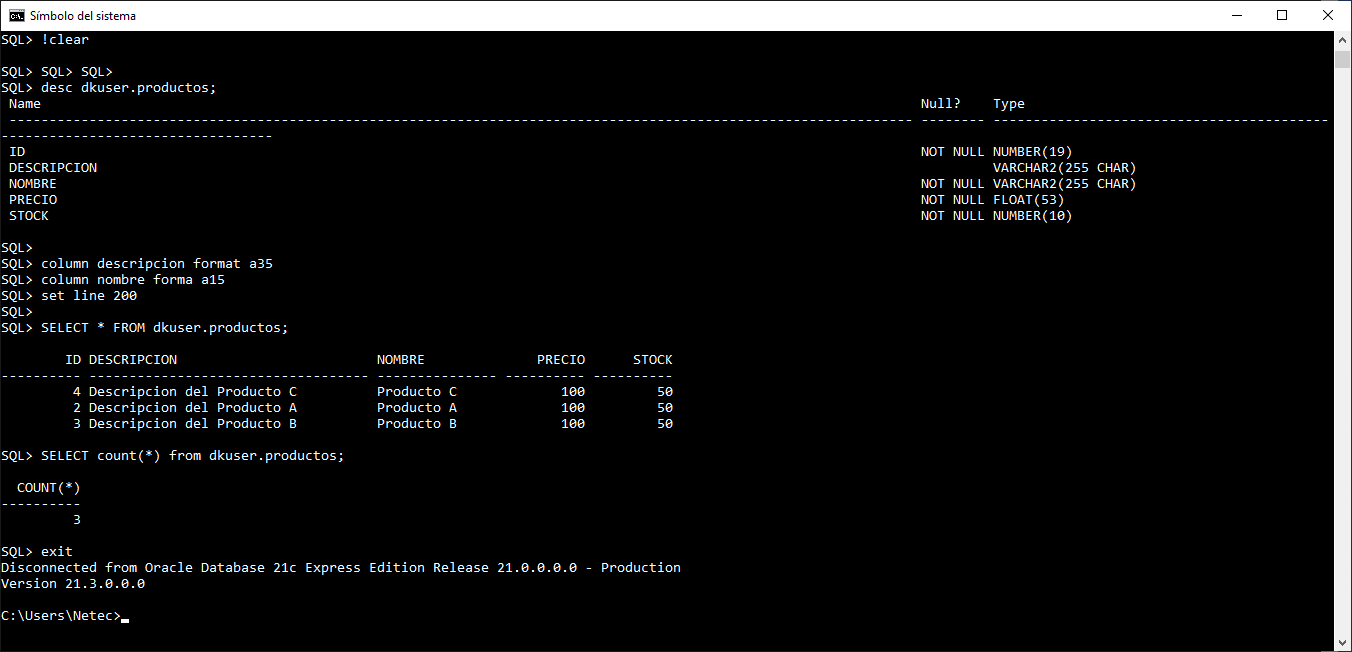 Símbolo del sistema
SQL> !clear
SQL> SQL> SQL>
SQL> desc dkuser.productos;
 Name                                                                                                              Null?    Type
 ----------------------------------------------------------------------------------------------------------------- -------- ------------------------------------------
----------------------------------
 ID                                                                                                                NOT NULL NUMBER(19)
 DESCRIPCION                                                                                                                VARCHAR2(255 CHAR)
 NOMBRE                                                                                                            NOT NULL VARCHAR2(255 CHAR)
 PRECIO                                                                                                            NOT NULL FLOAT(53)
 STOCK                                                                                                             NOT NULL NUMBER(10)
SQL>
SQL> column descripcion format a35
SQL> column nombre forma a15
SQL> set line 200
SQL>
SQL> SELECT * FROM dkuser.productos;
        ID DESCRIPCION                         NOMBRE              PRECIO      STOCK
---------- ----------------------------------- --------------- ---------- ----------
         4 Descripcion del Producto C          Producto C             100         50
         2 Descripcion del Producto A          Producto A             100         50
         3 Descripcion del Producto B          Producto B             100         50
SQL> SELECT count(*) from dkuser.productos;
  COUNT(*)
----------
         3
SQL> exit
Disconnected from Oracle Database 21c Express Edition Release 21.0.0.0.0 - Production
Version 21.3.0.0.0
C:\Users\Netec>